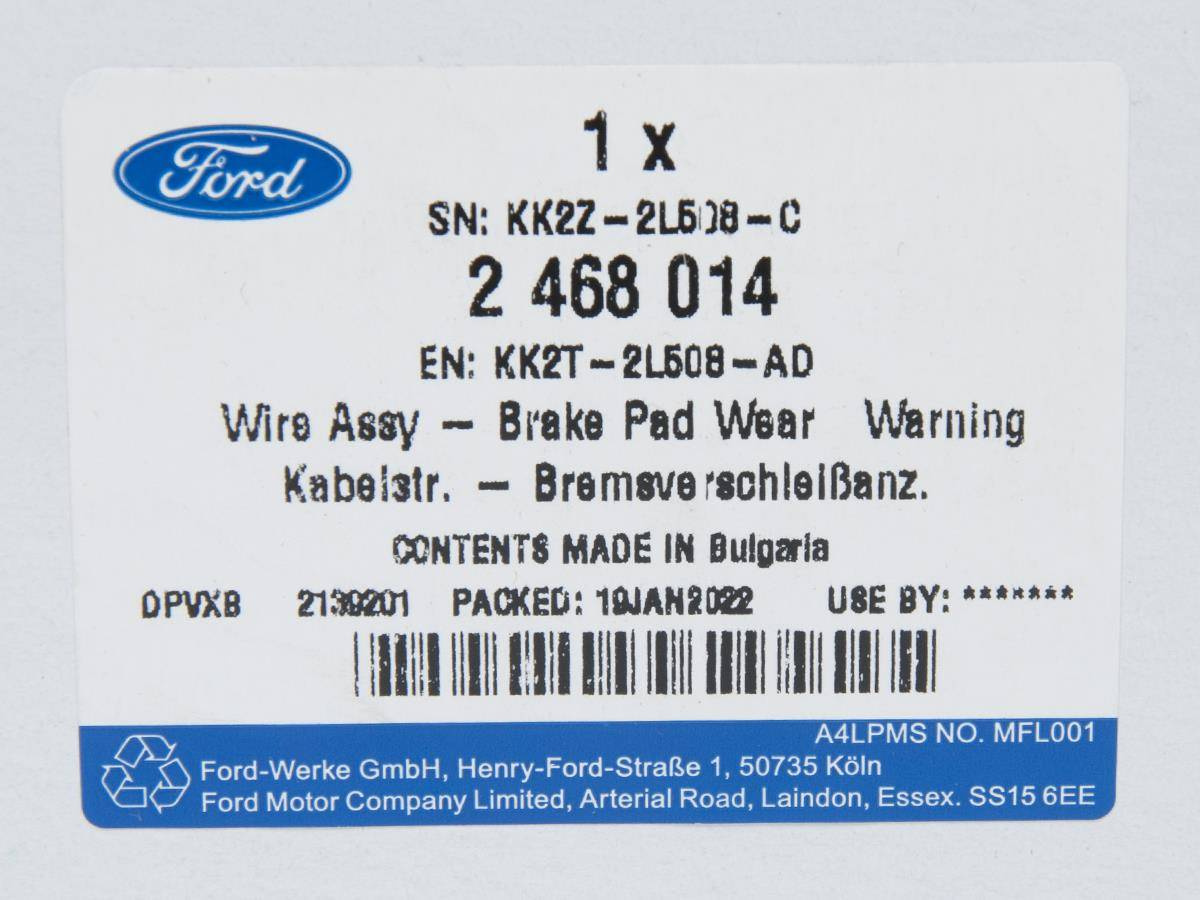 Ford
1 x
SN: KK2Z-2L508-C
2 468 014
EN: KK2T-2L508-AD
Wire Assy - Brake Pad Wear Warning
Kabelstr. - Bremsverschleißanz.
CONTENTS MADE IN Bulgaria
DPVXB 2139201 PACKED: 19JAN2022 USE BY: *******
A4LPMS NO. MFL001
Ford-Werke GmbH, Henry-Ford-Straße 1, 50735 Köln
Ford Motor Company Limited, Arterial Road, Laindon, Essex. SS15 6EE